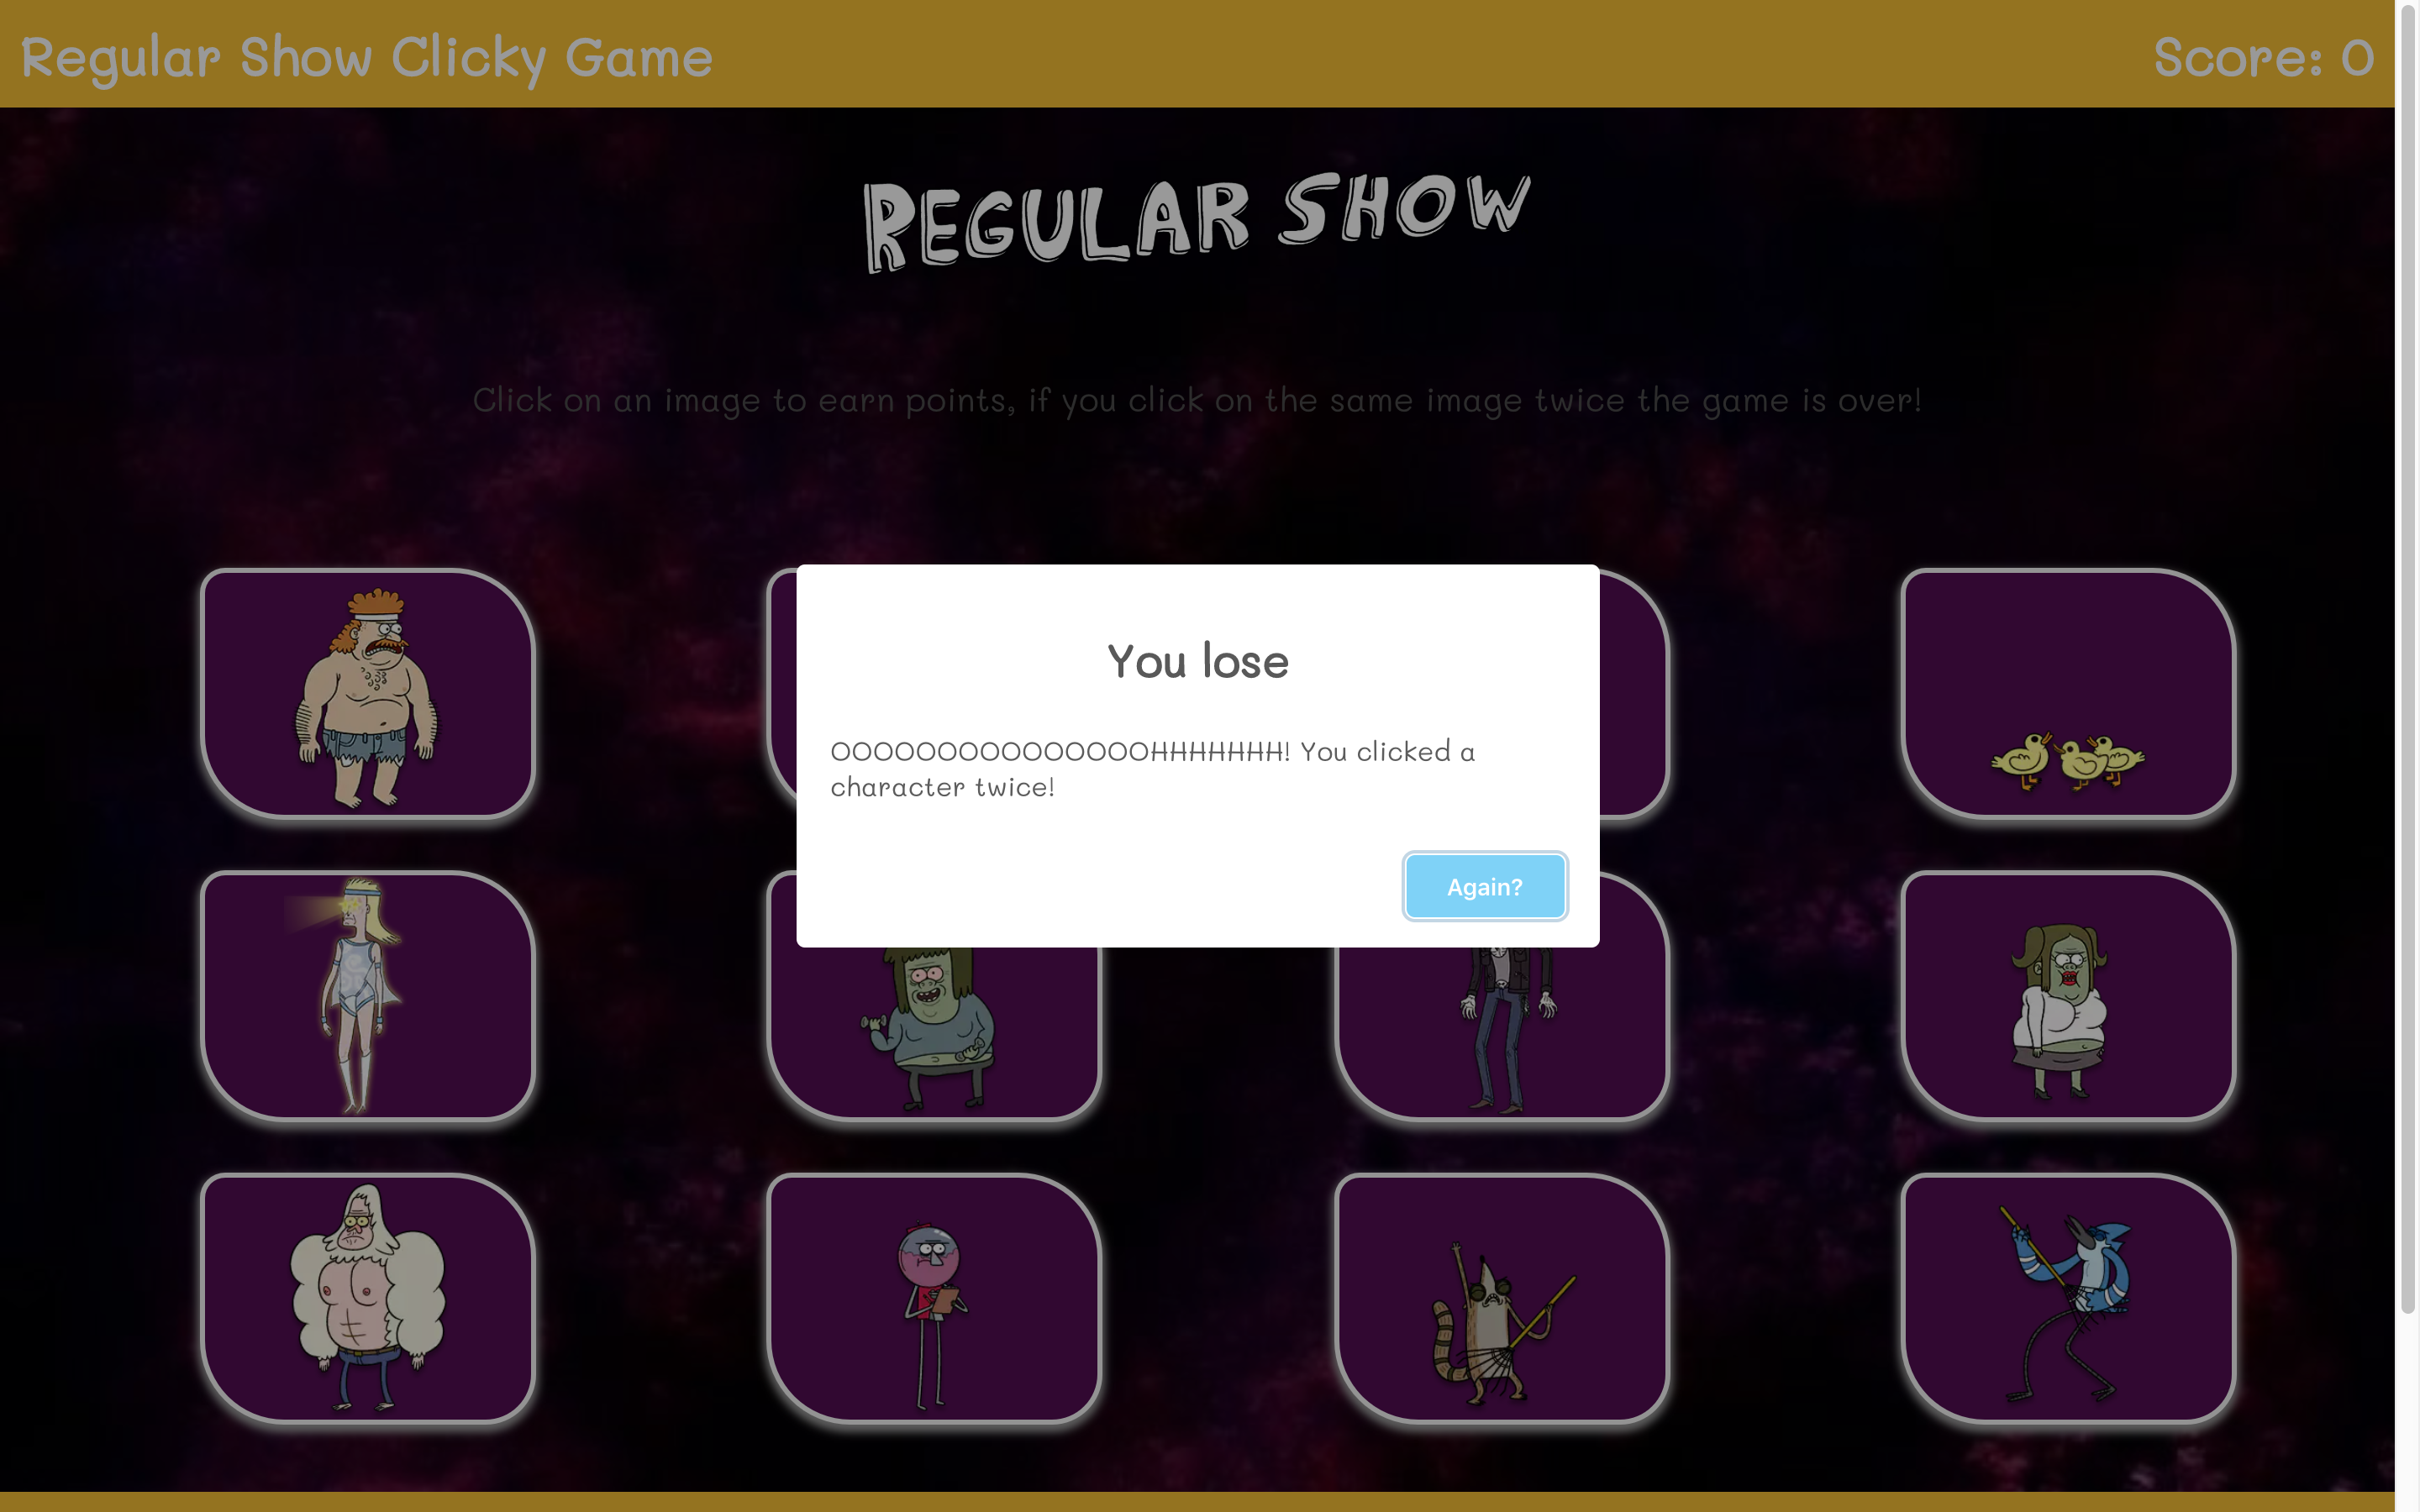 Regular Show Clicky Game
Score: 0
REGULAR SHOW
Click on an image to earn points, if you click on the same image twice the game is over!
You lose
OOOOOOOOOOOOOOOHHHHHHH! You clicked a
character twice!
Again?